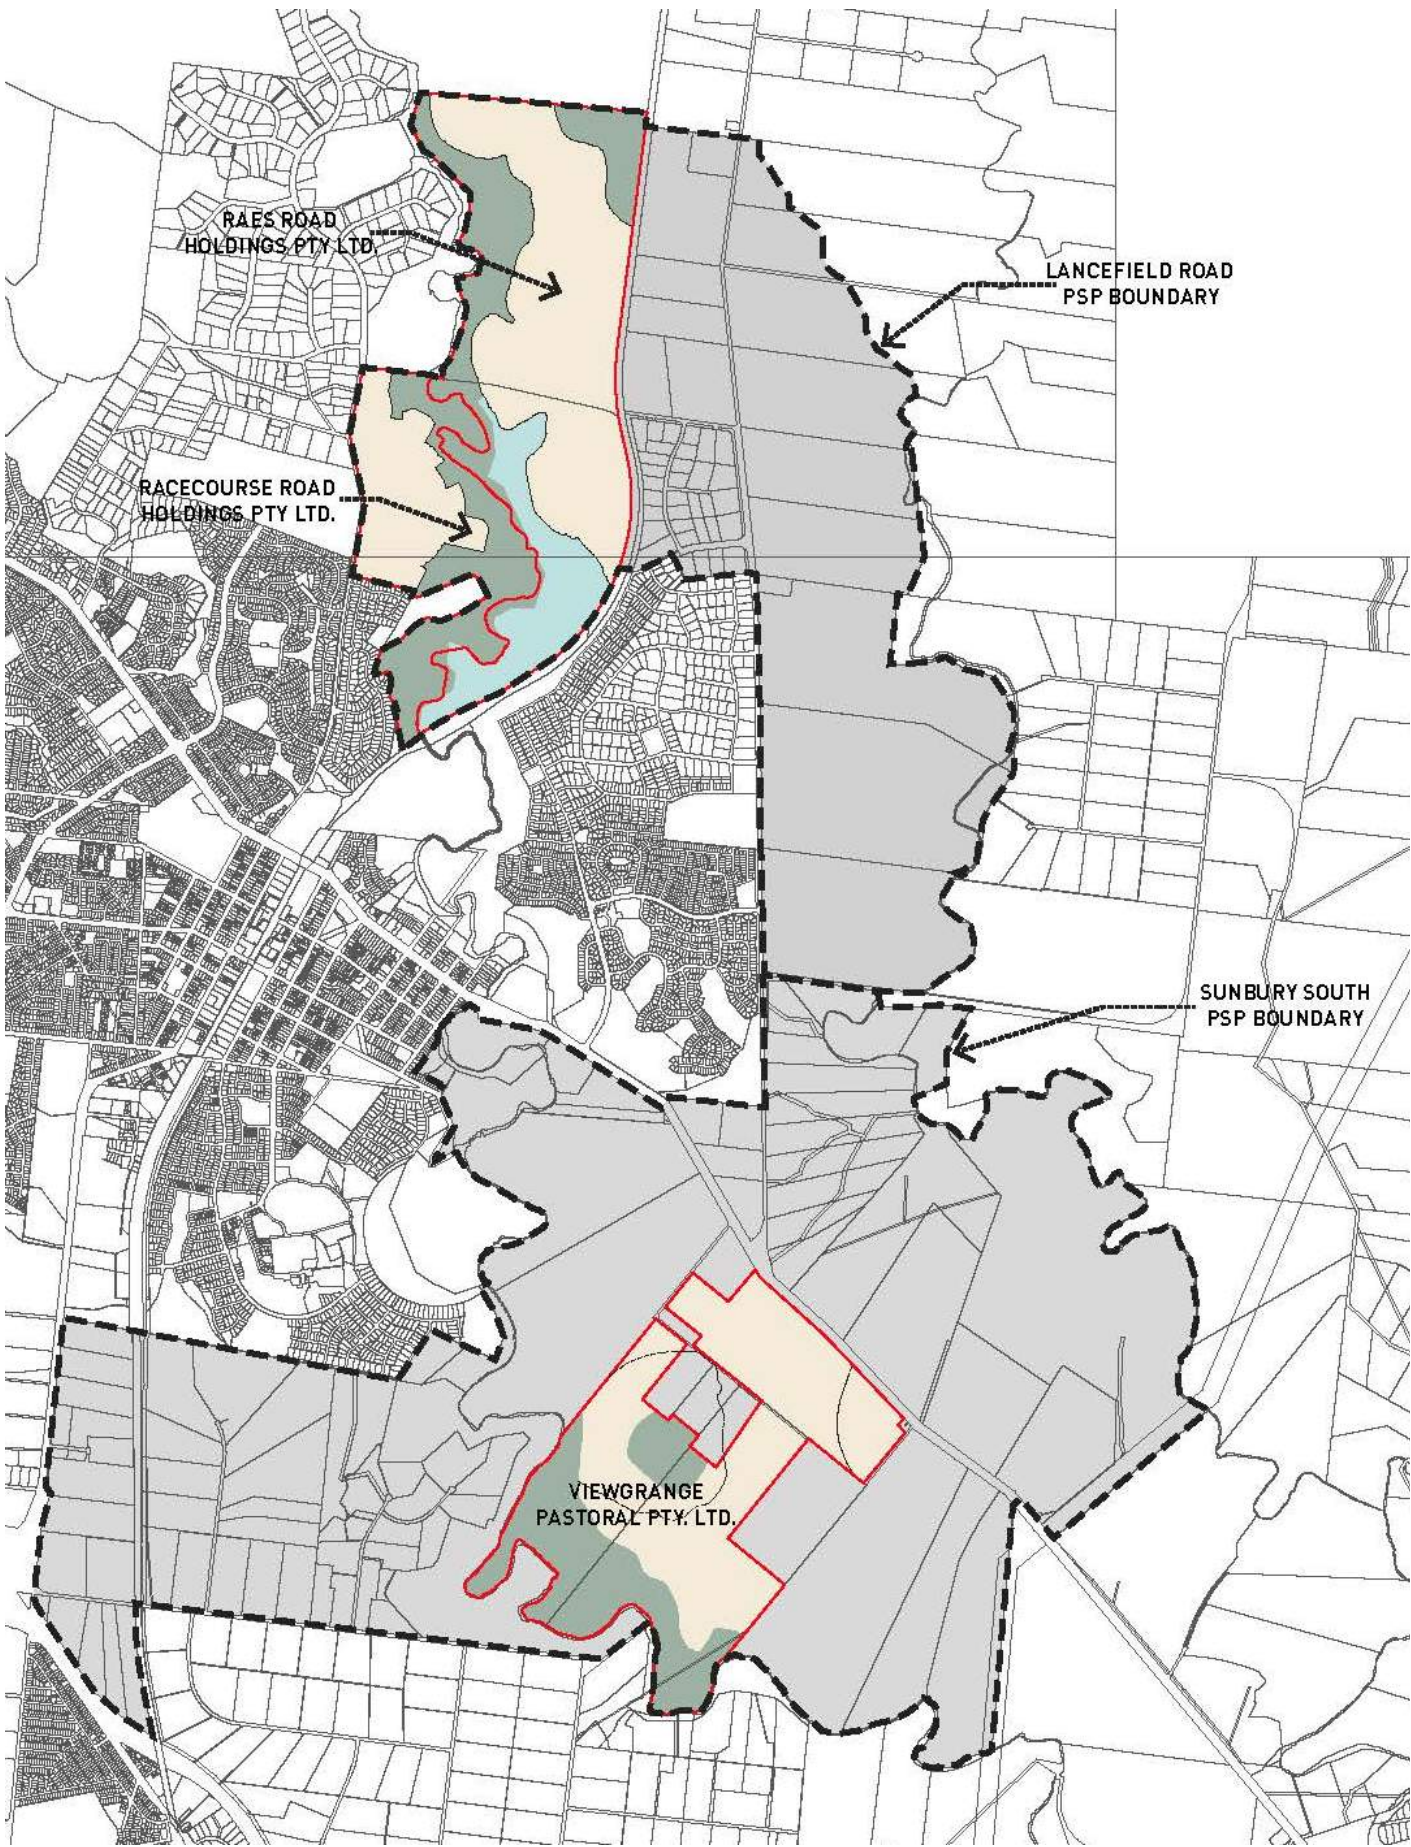 RAES ROAD
HOLDINGS PTY LTD.
LANCEFIELD ROAD
PSP BOUNDARY
RACECOURSE ROAD
HOLDINGS PTY LTD.
SUNBURY SOUTH
PSP BOUNDARY
VIEWGRANGE
PASTORAL PTY. LTD.